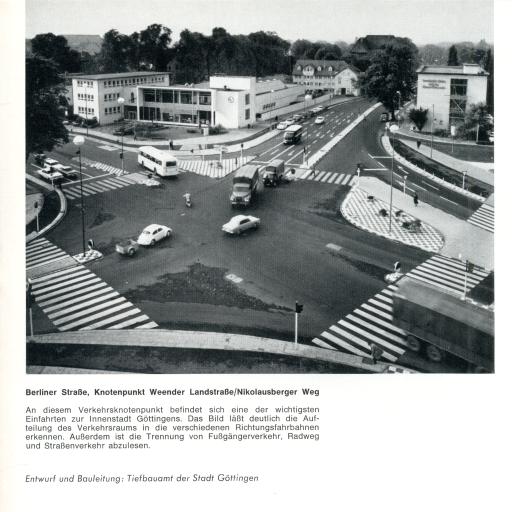 Berliner Straße, Knotenpunkt Weender Landstraße/Nikolausberger Weg
An diesem Verkehrsknotenpunkt befindet sich eine der wichtigsten
Einfahrten zur Innenstadt Göttingens. Das Bild läßt deutlich die Auf-
teilung des Verkehrsraums in die verschiedenen Richtungsfahrbahnen
erkennen. Außerdem ist die Trennung von Fußgängerverkehr, Radweg
und Straßenverkehr abzulesen.
Entwurf und Bauleitung: Tiefbauamt der Stadt Göttingen